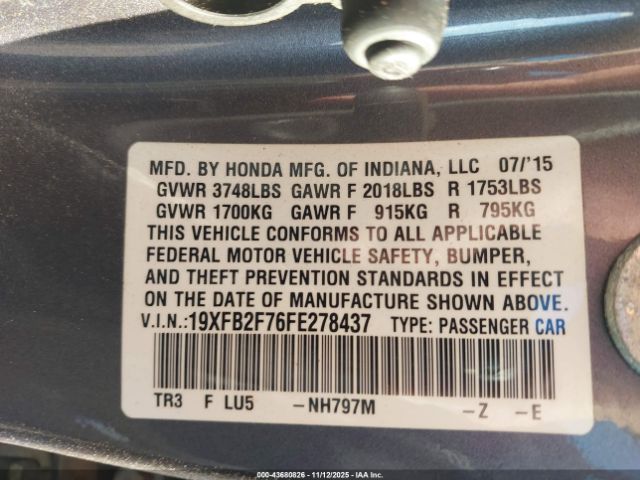 MFD. BY HONDA MFG. OF INDIANA, LLC 07/'15
GVWR 3748LBS GAWR F 2018LBS R 1753LBS
GVWR 1700KG GAWR F 915KG R 795KG
THIS VEHICLE CONFORMS TO ALL APPLICABLE
FEDERAL MOTOR VEHICLE SAFETY, BUMPER,
AND THEFT PREVENTION STANDARDS IN EFFECT
ON THE DATE OF MANUFACTURE SHOWN ABOVE.
V.I.N.:19XFB2F76FE278437 TYPE: PASSENGER CAR
TR3 F LU5 -NH797M -Z -E
000-43680826 - 11/12/2025 - IAAI, Inc.